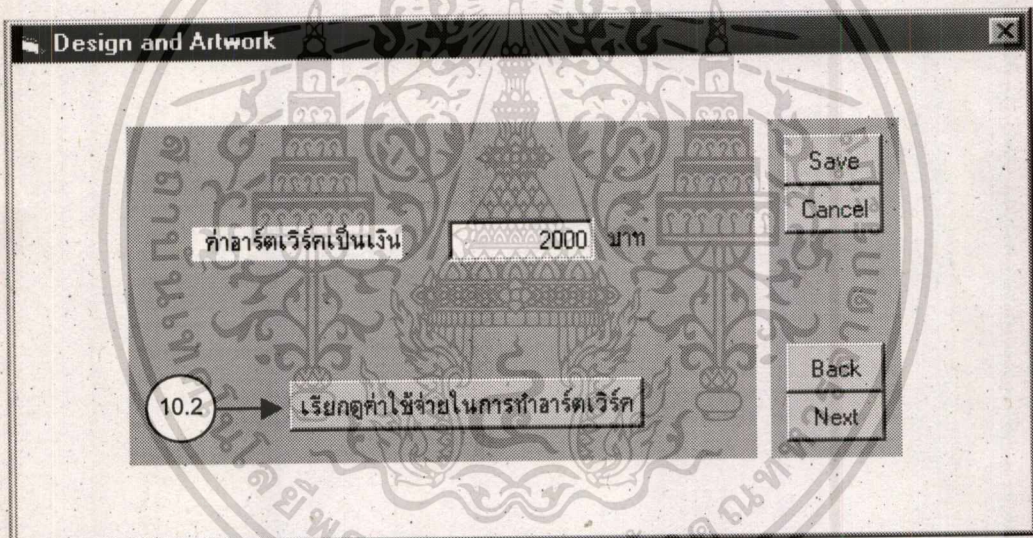 Design and Artwork
Save
Cancel
ค่าอาร์ตเวิร์คเป็นเงิน 2000 บาท
Back
Next
10.2 เรียกดูค่าใช้จ่ายในการทำอาร์ตเวิร์ค